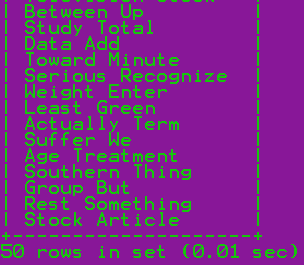 | Between Up |
| Study Total |
| Data Add |
| Toward Minute |
| Serious Recognize |
| Weight Enter |
| Least Green |
| Actually Term |
| Suffer We |
| Age Treatment |
| Southern Thing |
| Group But |
| Rest Something |
| Stock Article |
+--------------------+
50 rows in set (0.01 sec)